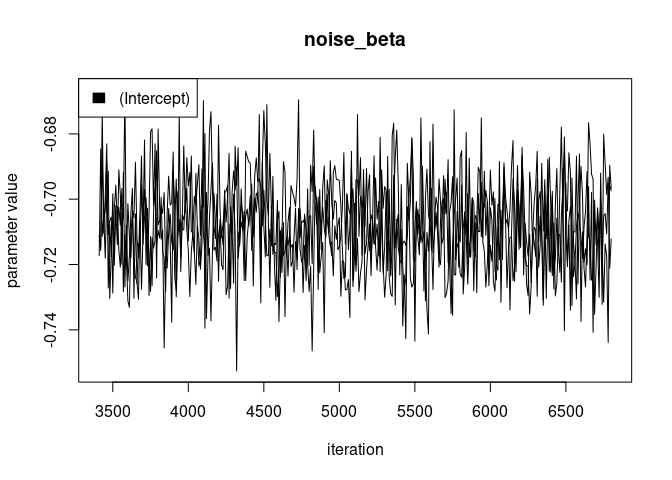 noise_beta
(Intercept)
parameter value
-0.68
-0.70
-0.72
-0.74
3500 4000 4500 5000 5500 6000 6500
iteration